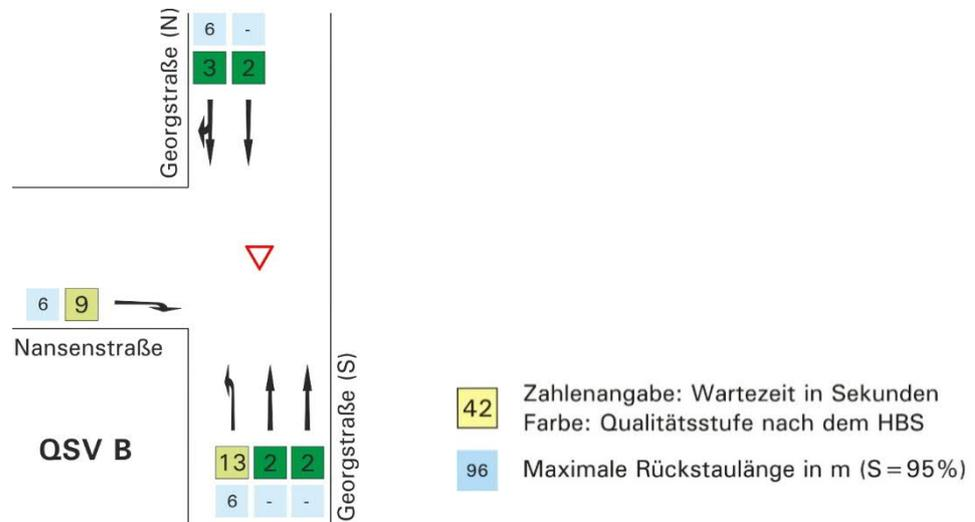 6 -
3 2
Georgstraße (N)
6 9
Nansenstraße
QSV B
13 2 2
6 - -
Georgstraße (S)
42 Zahlenangabe: Wartezeit in Sekunden
Farbe: Qualitätsstufe nach dem HBS
96 Maximale Rückstaulänge in m (S=95%)